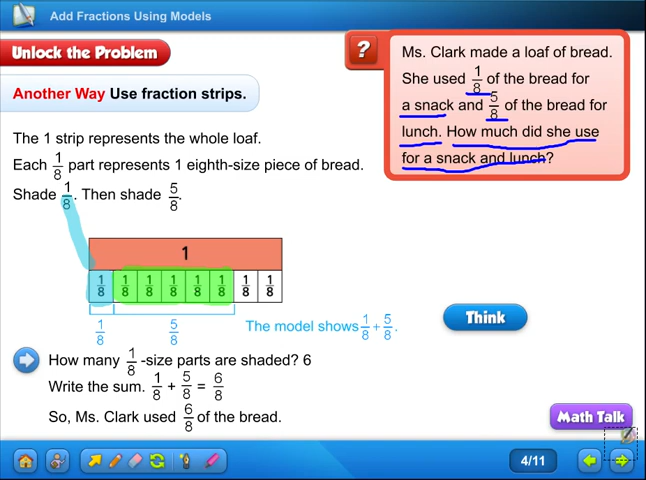 Add Fractions Using Models
Unlock the Problem
Another Way Use fraction strips.
?
Ms. Clark made a loaf of bread.
She used 1/8 of the bread for
a snack and 5/8 of the bread for
lunch. How much did she use
for a snack and lunch?
The 1 strip represents the whole loaf.
Each 1/8 part represents 1 eighth-size piece of bread.
Shade 1/8. Then shade 5/8.
1
1/8 1/8 1/8 1/8 1/8 1/8 1/8 1/8
1/8 5/8 The model shows 1/8 + 5/8.
Think
How many 1/8 -size parts are shaded? 6
Write the sum. 1/8 + 5/8 = 6/8
So, Ms. Clark used 6/8 of the bread.
Math Talk
4/11